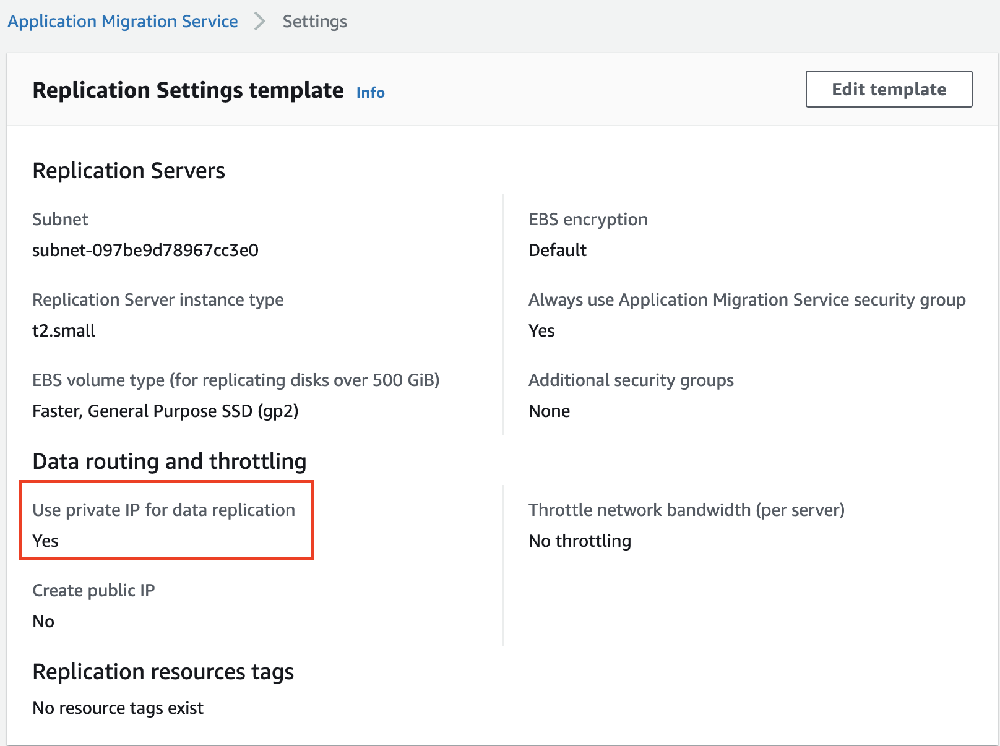 Application Migration Service > Settings
Replication Settings template Info
Edit template
Replication Servers
Subnet
subnet-097be9d78967cc3e0
Replication Server instance type
t2.small
EBS volume type (for replicating disks over 500 GiB)
Faster, General Purpose SSD (gp2)
EBS encryption
Default
Always use Application Migration Service security group
Yes
Additional security groups
None
Data routing and throttling
Use private IP for data replication
Yes
Create public IP
No
Throttle network bandwidth (per server)
No throttling
Replication resources tags
No resource tags exist